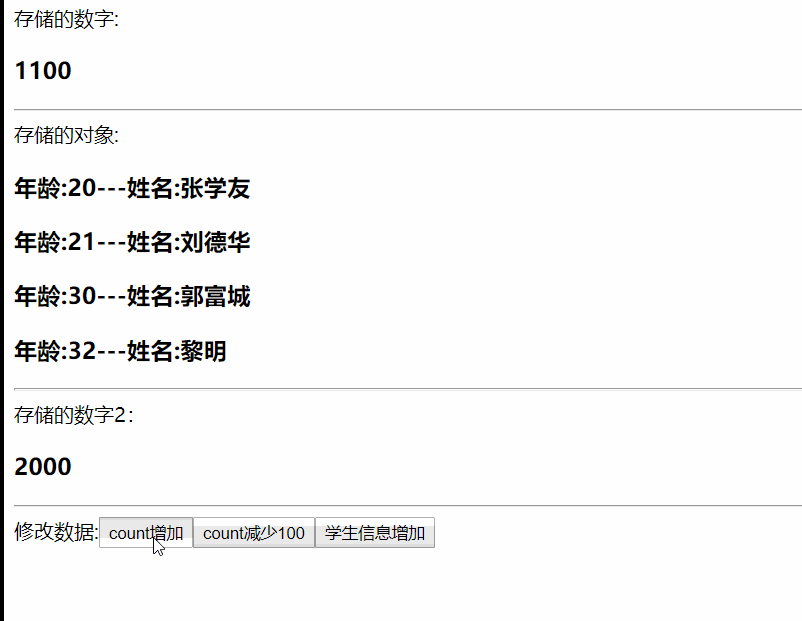 存储的数字:
1100
存储的对象:
年龄:20---姓名:张学友
年龄:21---姓名:刘德华
年龄:30---姓名:郭富城
年龄:32---姓名:黎明
存储的数字2：
2000
修改数据: count增加 count减少100 学生信息增加